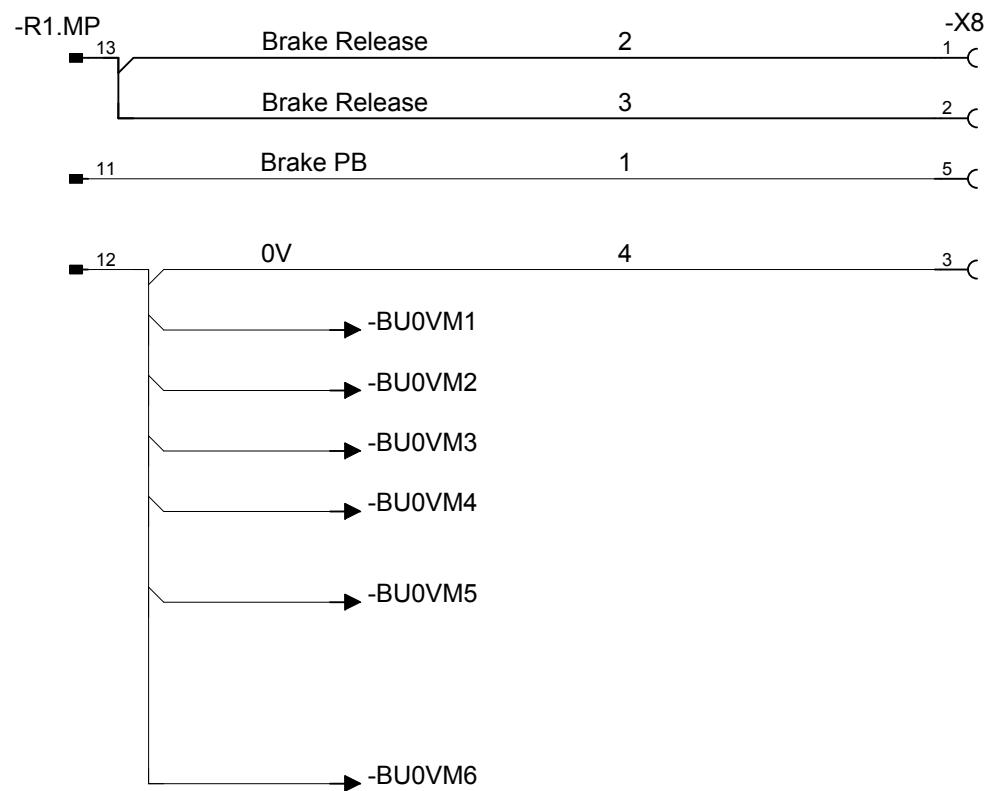 -R1.MP -X8
13 Brake Release 2 1
Brake Release 3 2
11 Brake PB 1 5
12 0V 4 3
-BU0VM1
-BU0VM2
-BU0VM3
-BU0VM4
-BU0VM5
-BU0VM6